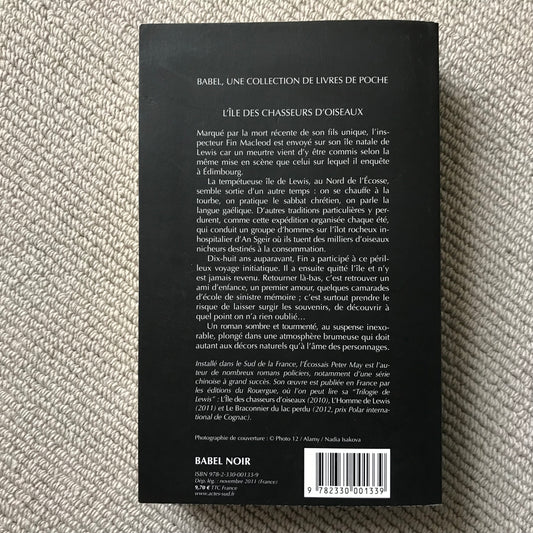 BABEL, UNE COLLECTION DE LIVRES DE POCHE
L'ÎLE DES CHASSEURS D'OISEAUX
Marqué par la mort récente de son fils unique, l'ins-
pecteur Fin Macleod est envoyé sur son île natale de
Lewis car un meurtre vient d'y être commis selon la
même mise en scène que celui sur lequel il enquête
à Édimbourg.
La tempétueuse île de Lewis, au Nord de l'Écosse,
semble sortie d'un autre temps : on se chauffe à la
tourbe, on pratique le sabbat chrétien, on parle la
langue gaélique. D'autres traditions particulières y per-
durent, comme cette expédition organisée chaque été,
qui conduit un groupe d'hommes sur l'îlot rocheux in-
hospitalier d'An Sgeir où ils tuent des milliers d'oiseaux
nicheurs destinés à la consommation.
Dix-huit ans auparavant, Fin a participé à ce péril-
leux voyage initiatique. Il a ensuite quitté l'île et n'y
est jamais revenu. Retourner là-bas, c'est retrouver un
ami d'enfance, un premier amour, quelques camarades
d'école de sinistre mémoire ; c'est surtout prendre le
risque de laisser surgir les souvenirs, de découvrir à
quel point on n'a rien oublié...
Un roman sombre et tourmenté, au suspense inexo-
rable, plongé dans une atmosphère brumeuse qui doit
autant aux décors naturels qu'à l'âme des personnages.
Installé dans le Sud de la France, l'Écossais Peter May est l'au-
teur de nombreux romans policiers, notamment d'une série
chinoise à grand succès. Son œuvre est publiée en France par
les éditions du Rouergue, où l'on peut lire sa "Trilogie de
Lewis" : L'Île des chasseurs d'oiseaux (2010), L'Homme de Lewis
(2011) et Le Braconnier du lac perdu (2012, prix Polar inter-
national de Cognac).
Photographie de couverture : © Photo 12 / Alamy / Nadia Isakova
BABEL NOIR
ISBN 978-2-330-00133-9
Dép. lég. : novembre 2011 (France)
9,70 € TTC France
www.actes-sud.fr
9 782330 001339